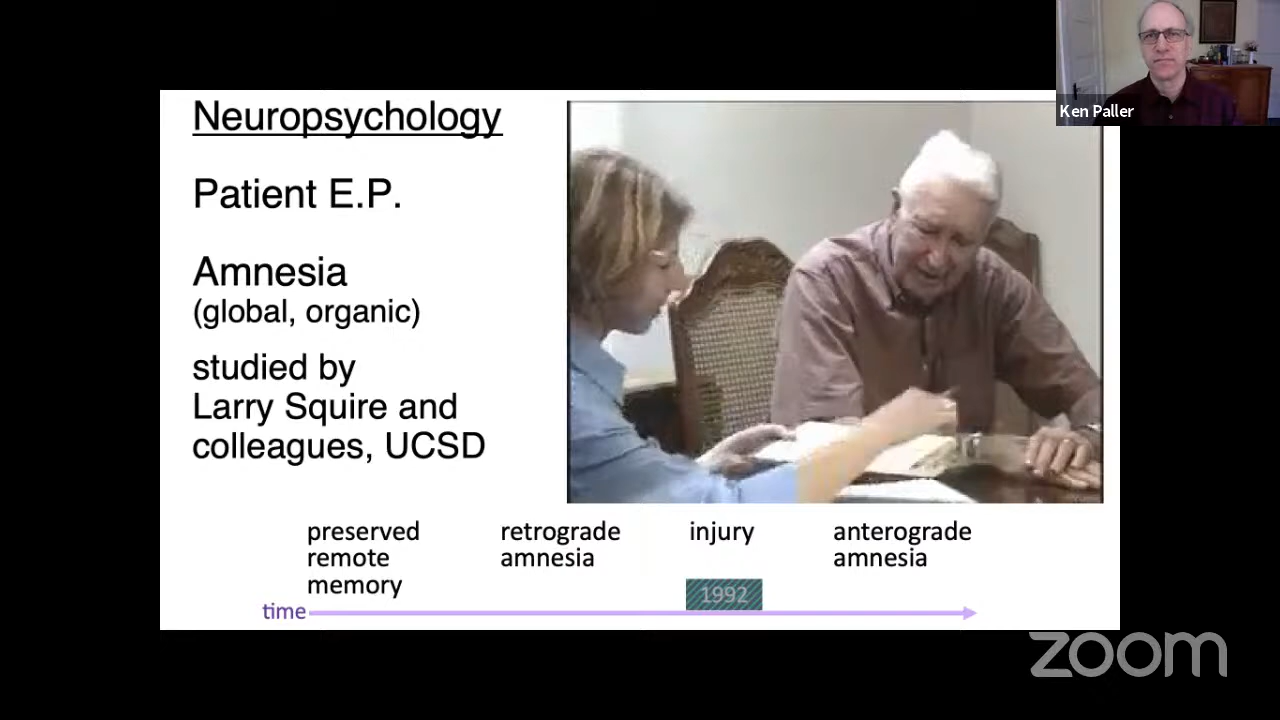 Neuropsychology
Patient E.P.
Amnesia
(global, organic)
studied by
Larry Squire and
colleagues, UCSD
preserved
remote
memory
retrograde
amnesia
injury
anterograde
amnesia
1992
time
Ken Paller
zoom